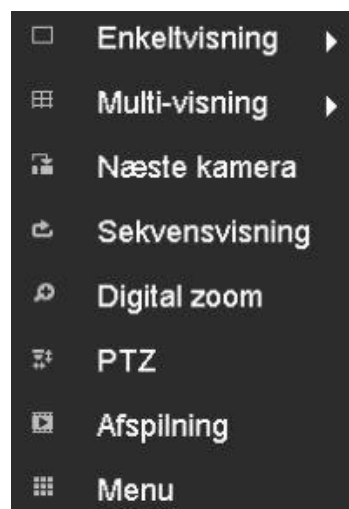 Enkeltvisning
Multi-visning
Næste kamera
Sekvensvisning
Digital zoom
PTZ
Afspilning
Menu